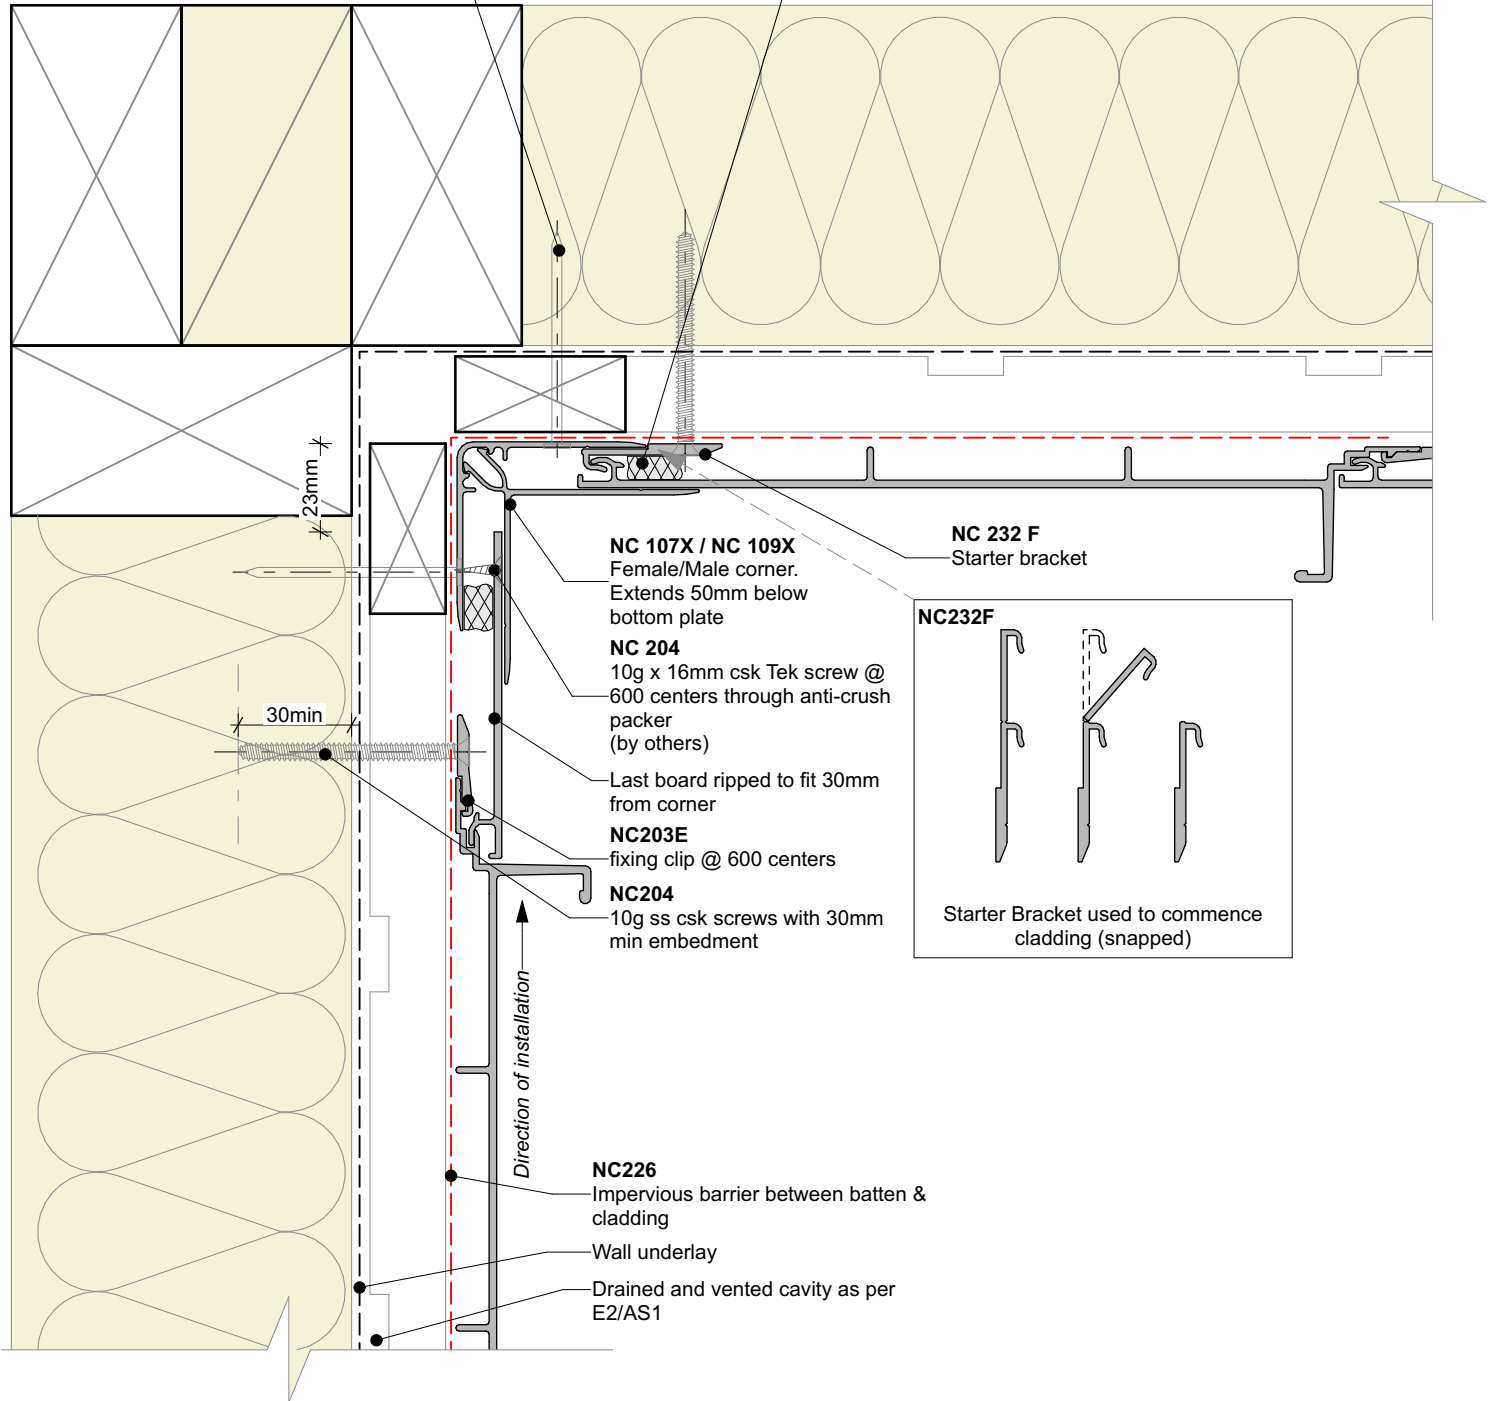 23mm
30min
NC 107X / NC 109X
Female/Male corner.
Extends 50mm below
bottom plate
NC 204
10g x 16mm csk Tek screw @
600 centers through anti-crush
packer
(by others)
Last board ripped to fit 30mm
from corner
NC203E
fixing clip @ 600 centers
NC204
10g ss csk screws with 30mm
min embedment
NC 232 F
Starter bracket
NC232F
Starter Bracket used to commence
cladding (snapped)
Direction of installation
NC226
Impervious barrier between batten &
cladding
Wall underlay
Drained and vented cavity as per
E2/AS1